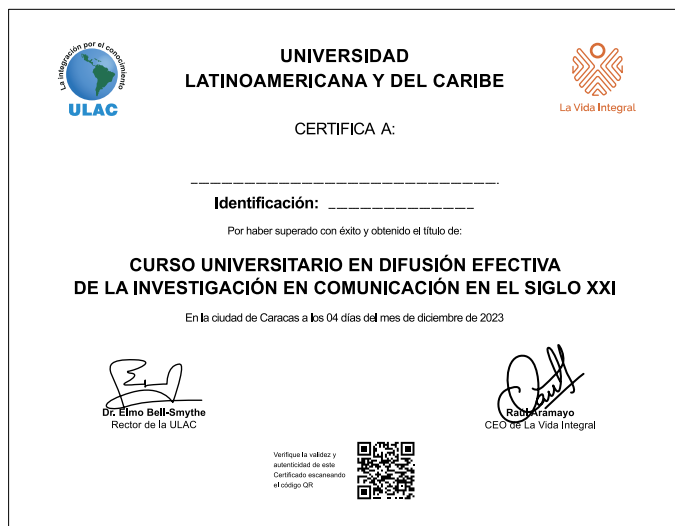 La integración por el conocimiento
ULAC
UNIVERSIDAD
LATINOAMERICANA Y DEL CARIBE
La Vida Integral
CERTIFICA A:
Identificación:
Por haber superado con éxito y obtenido el título de:
CURSO UNIVERSITARIO EN DIFUSIÓN EFECTIVA
DE LA INVESTIGACIÓN EN COMUNICACIÓN EN EL SIGLO XXI
En la ciudad de Caracas a los 04 días del mes de diciembre de 2023
Dr. Elmo Bell-Smythe
Rector de la ULAC
Raúl Aramayo
CEO de La Vida Integral
Verifique la validez y
autenticidad de este
Certificado escaneando
el código QR